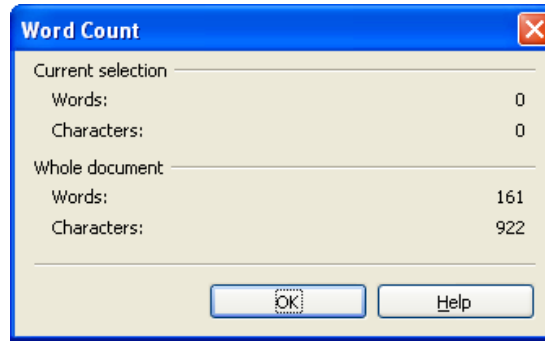 Word Count
Current selection
Words: 0
Characters: 0
Whole document
Words: 161
Characters: 922
OK Help